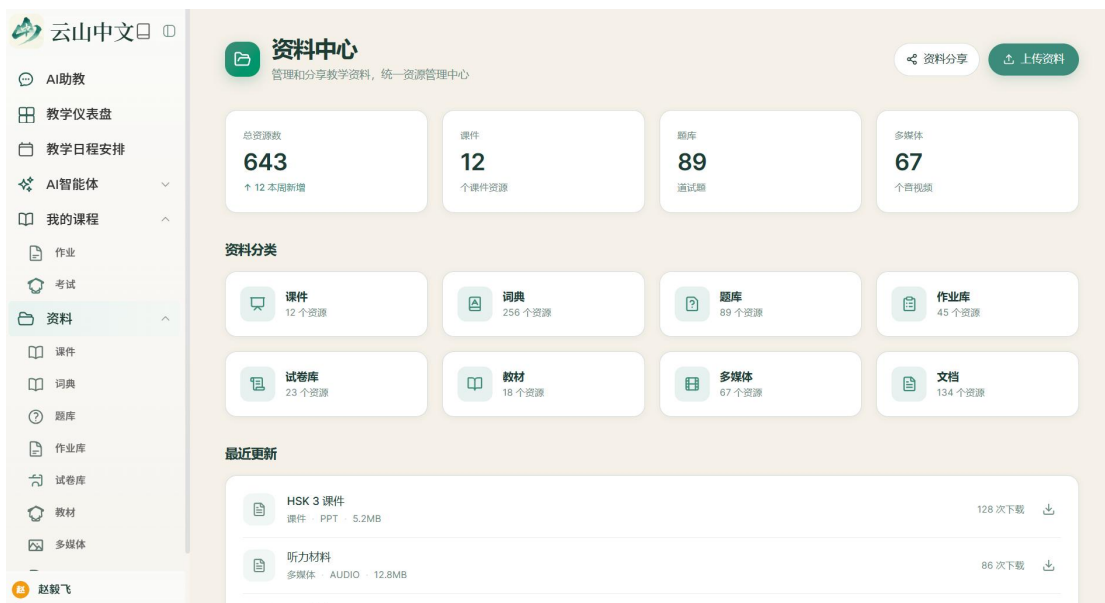 云山中文
AI助教
教学仪表盘
教学日程安排
AI智能体
我的课程
作业
考试
资料
课件
词典
题库
作业库
试卷库
教材
多媒体
赵
赵毅飞
资料中心
管理和分享教学资料，统一资源管理中心
资料分享
上传资料
总资源数
643
↑ 12 本周新增
课件
12
个课件资源
题库
89
道试题
多媒体
67
个音视频
资料分类
课件
12 个资源
词典
256 个资源
题库
89 个资源
作业库
45 个资源
试卷库
23 个资源
教材
18 个资源
多媒体
67 个资源
文档
134 个资源
最近更新
HSK 3 课件
课件 · PPT · 5.2MB
128 次下载
听力材料
多媒体 · AUDIO · 12.8MB
86 次下载